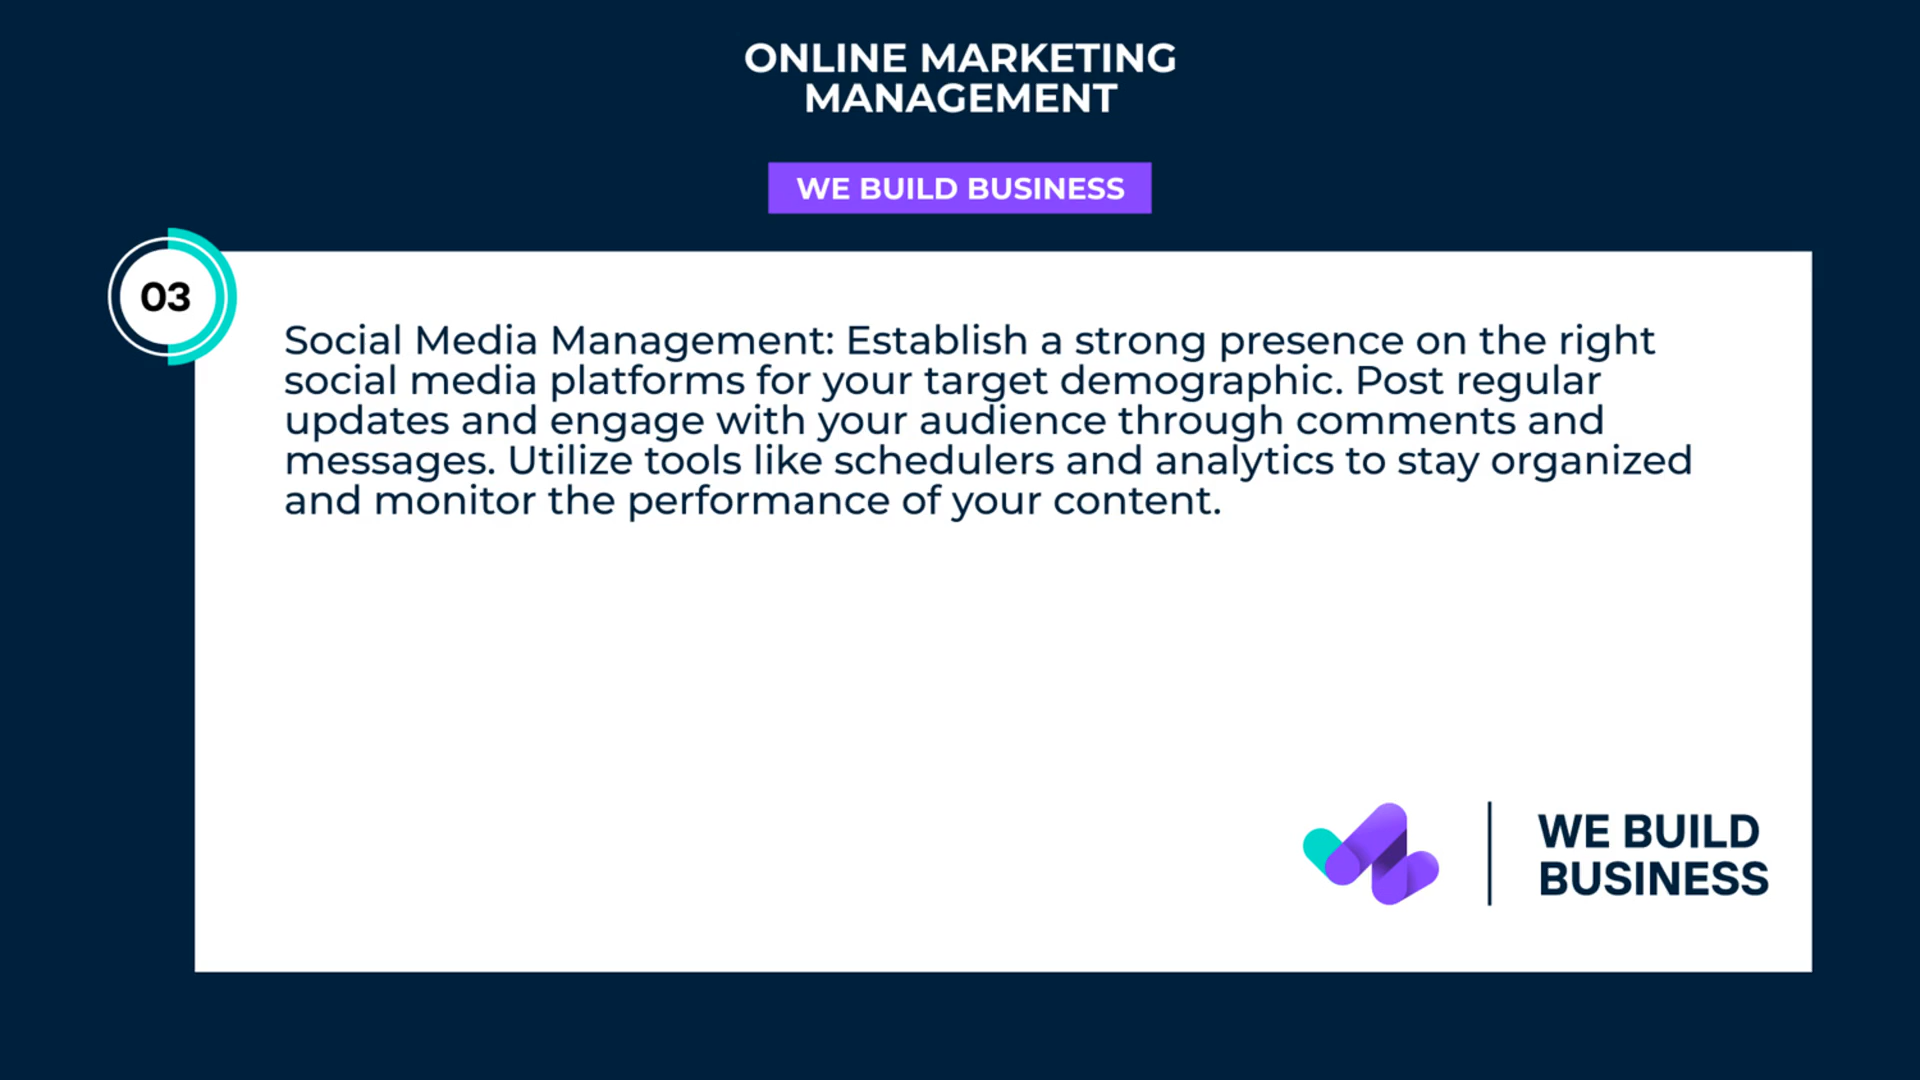 ONLINE MARKETING
MANAGEMENT
WE BUILD BUSINESS
03
Social Media Management: Establish a strong presence on the right
social media platforms for your target demographic. Post regular
updates and engage with your audience through comments and
messages. Utilize tools like schedulers and analytics to stay organized
and monitor the performance of your content.
WE BUILD
BUSINESS